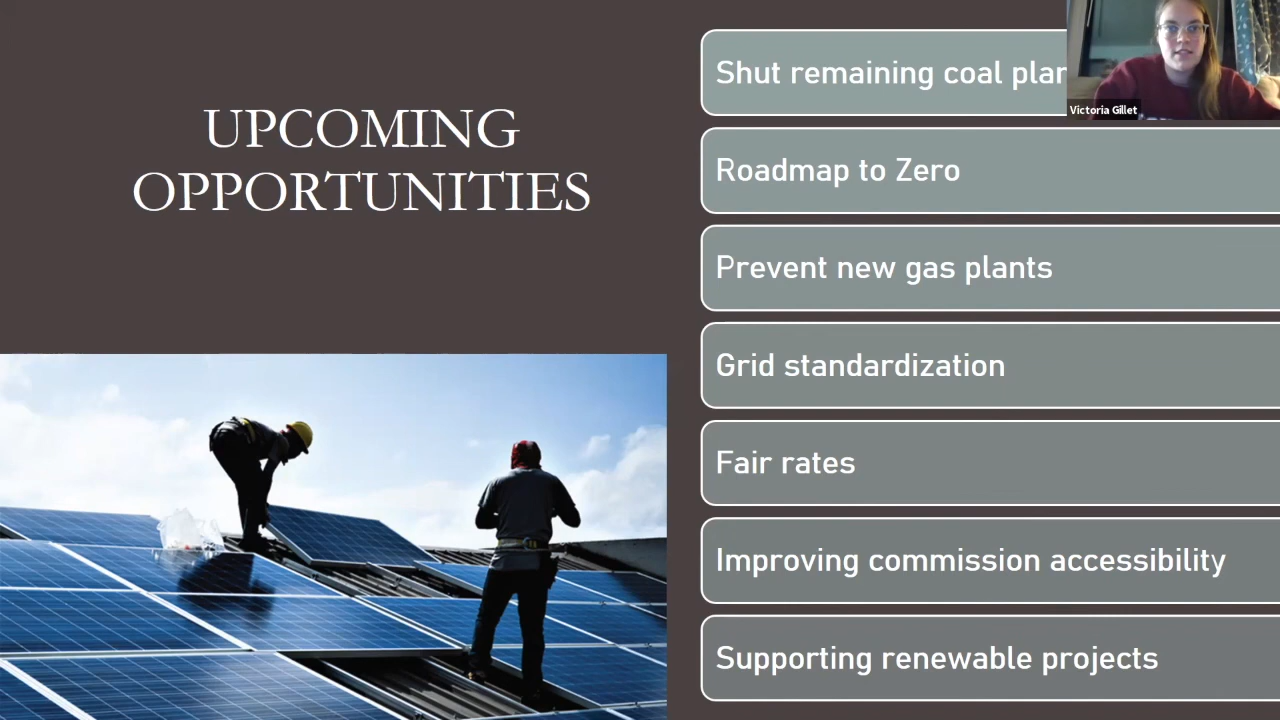 UPCOMING
OPPORTUNITIES
Shut remaining coal
Victoria Gillet
Roadmap to Zero
Prevent new gas plants
Grid standardization
Fair rates
Improving commission accessibility
Supporting renewable projects